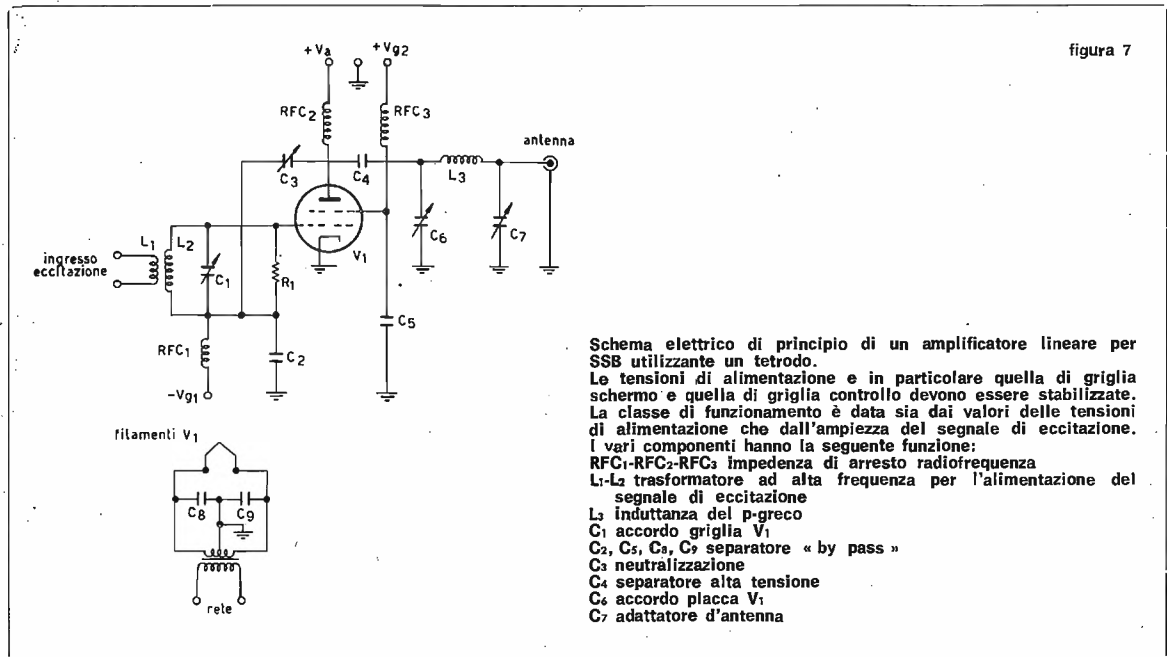 figura 7
+Va
+Vg2
RFC2
RFC3
antenna
C3
C4
L3
C6
C7
V1
ingresso
eccitazione
L1
L2
C1
R1
C5
RFC1
C2
-Vg1
filamenti V1
C8
C9
rete
Schema elettrico di principio di un amplificatore lineare per
SSB utilizzante un tetrodo.
Le tensioni di alimentazione e in particolare quella di griglia
schermo e quella di griglia controllo devono essere stabilizzate.
La classe di funzionamento è data sia dai valori delle tensioni
di alimentazione che dall'ampiezza del segnale di eccitazione.
I vari componenti hanno la seguente funzione:
RFC1-RFC2-RFC3 impedenza di arresto radiofrequenza
L1-L2 trasformatore ad alta frequenza per l'alimentazione del
segnale di eccitazione
L3 induttanza del p-greco
C1 accordo griglia V1
C2, C5, C8, C9 separatore « by pass »
C3 neutralizzazione
C4 separatore alta tensione
C6 accordo placca V1
C7 adattatore d'antenna